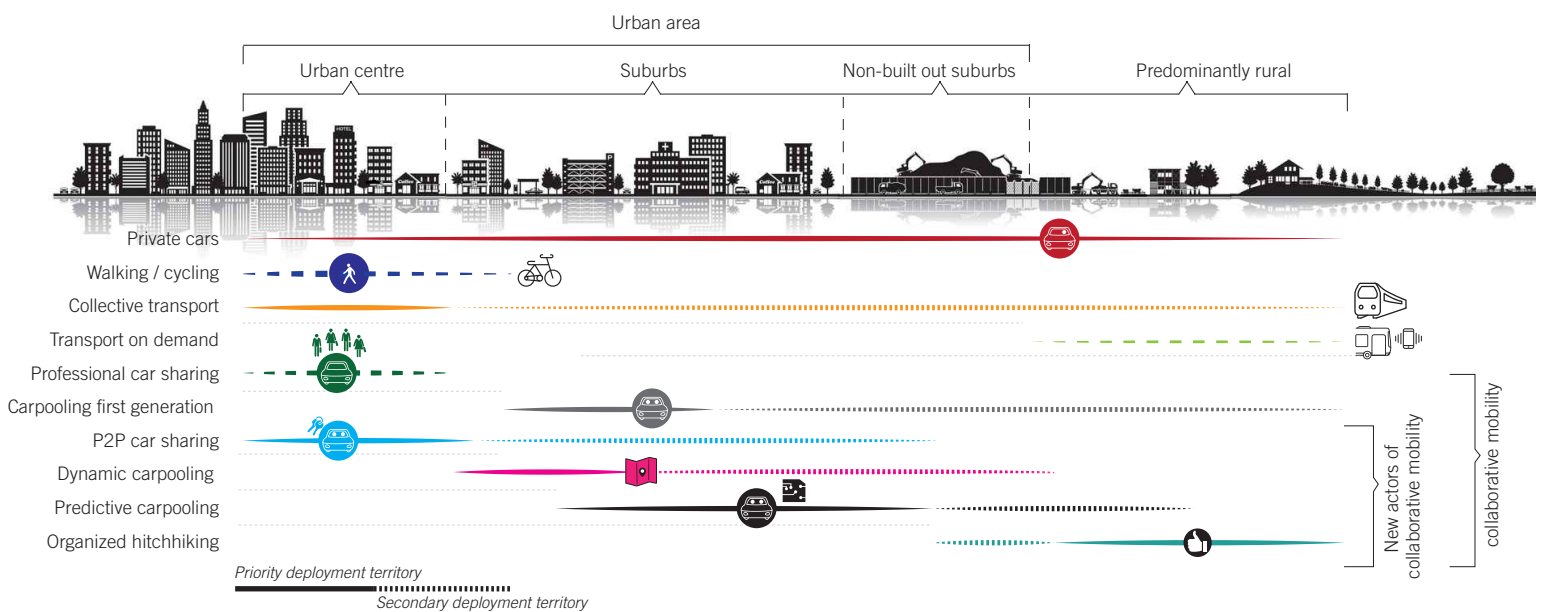 Urban area
Urban centre
Suburbs
Non-built out suburbs
Predominantly rural
HOTEL
P
Coffee
Coffee
Private cars
Walking / cycling
Collective transport
Transport on demand
Professional car sharing
Carpooling first generation
P2P car sharing
Dynamic carpooling
Predictive carpooling
Organized hitchhiking
New actors of
collaborative mobility
collaborative mobility
Priority deployment territory
Secondary deployment territory